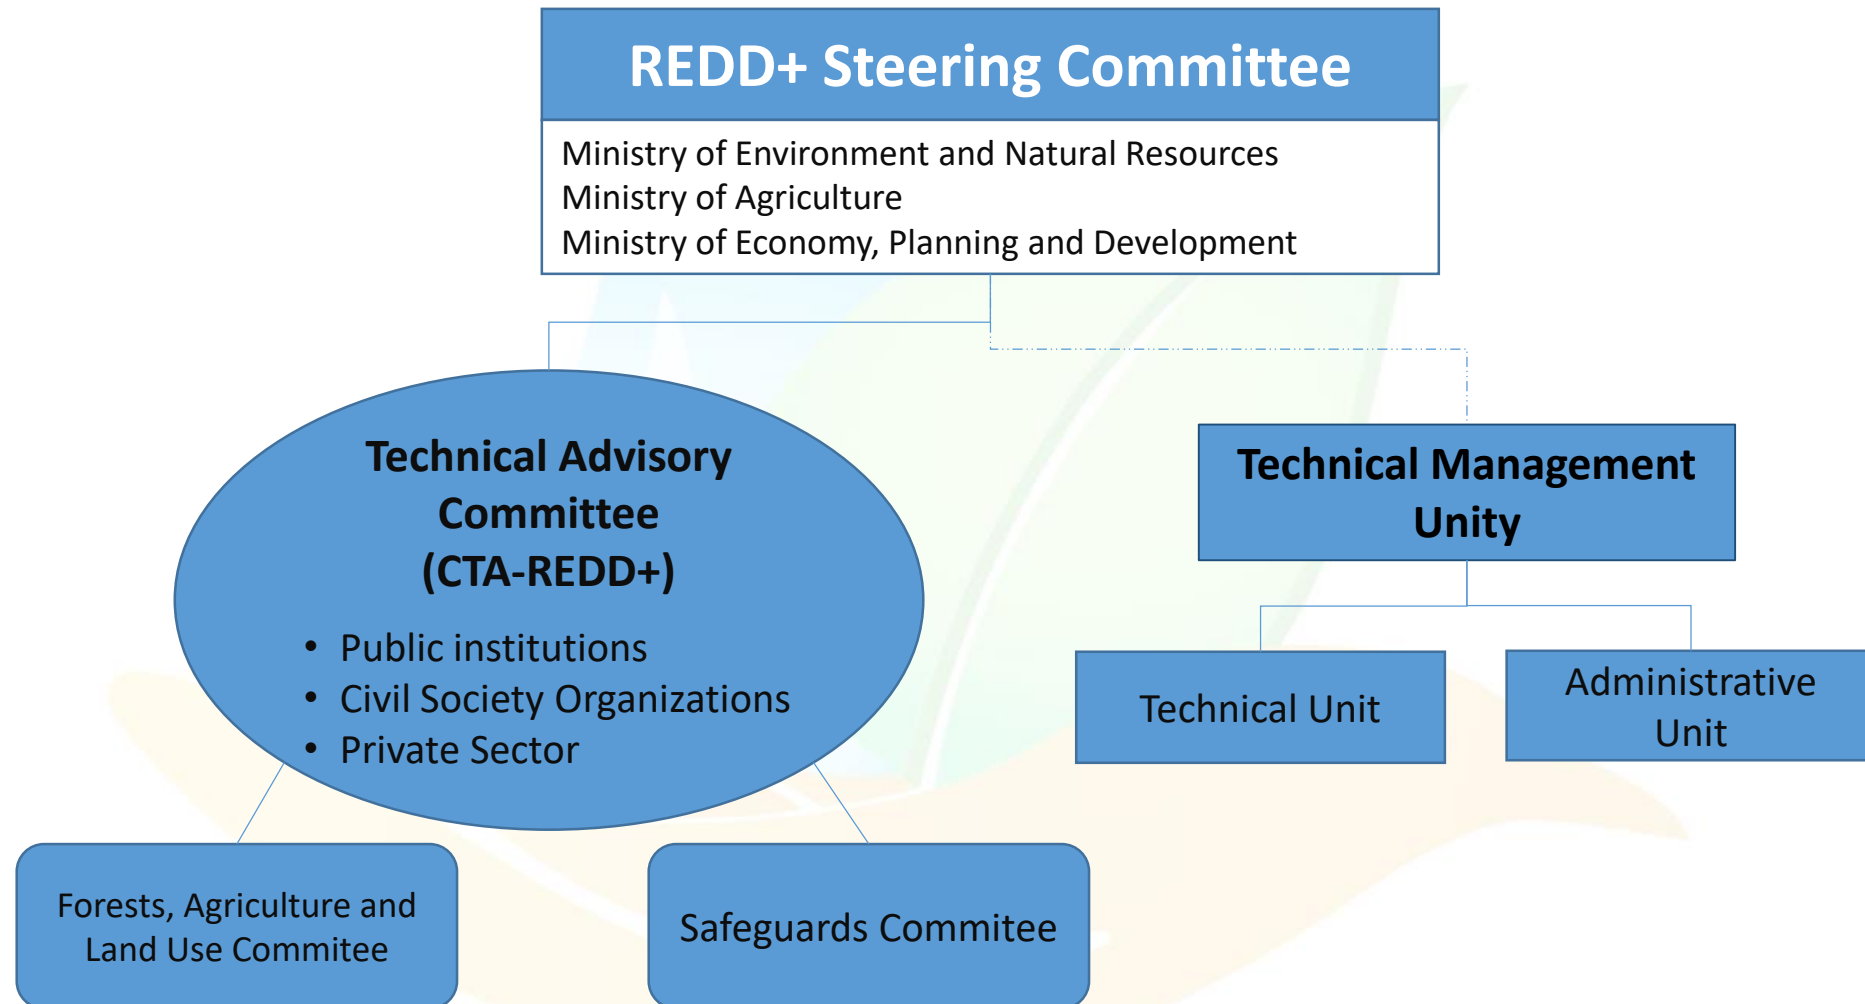 REDD+ Steering Committee
Ministry of Environment and Natural Resources
Ministry of Agriculture
Ministry of Economy, Planning and Development
Technical Advisory
Committee
(CTA-REDD+)
• Public institutions
• Civil Society Organizations
• Private Sector
Technical Management
Unity
Technical Unit
Administrative
Unit
Forests, Agriculture and
Land Use Commitee
Safeguards Commitee